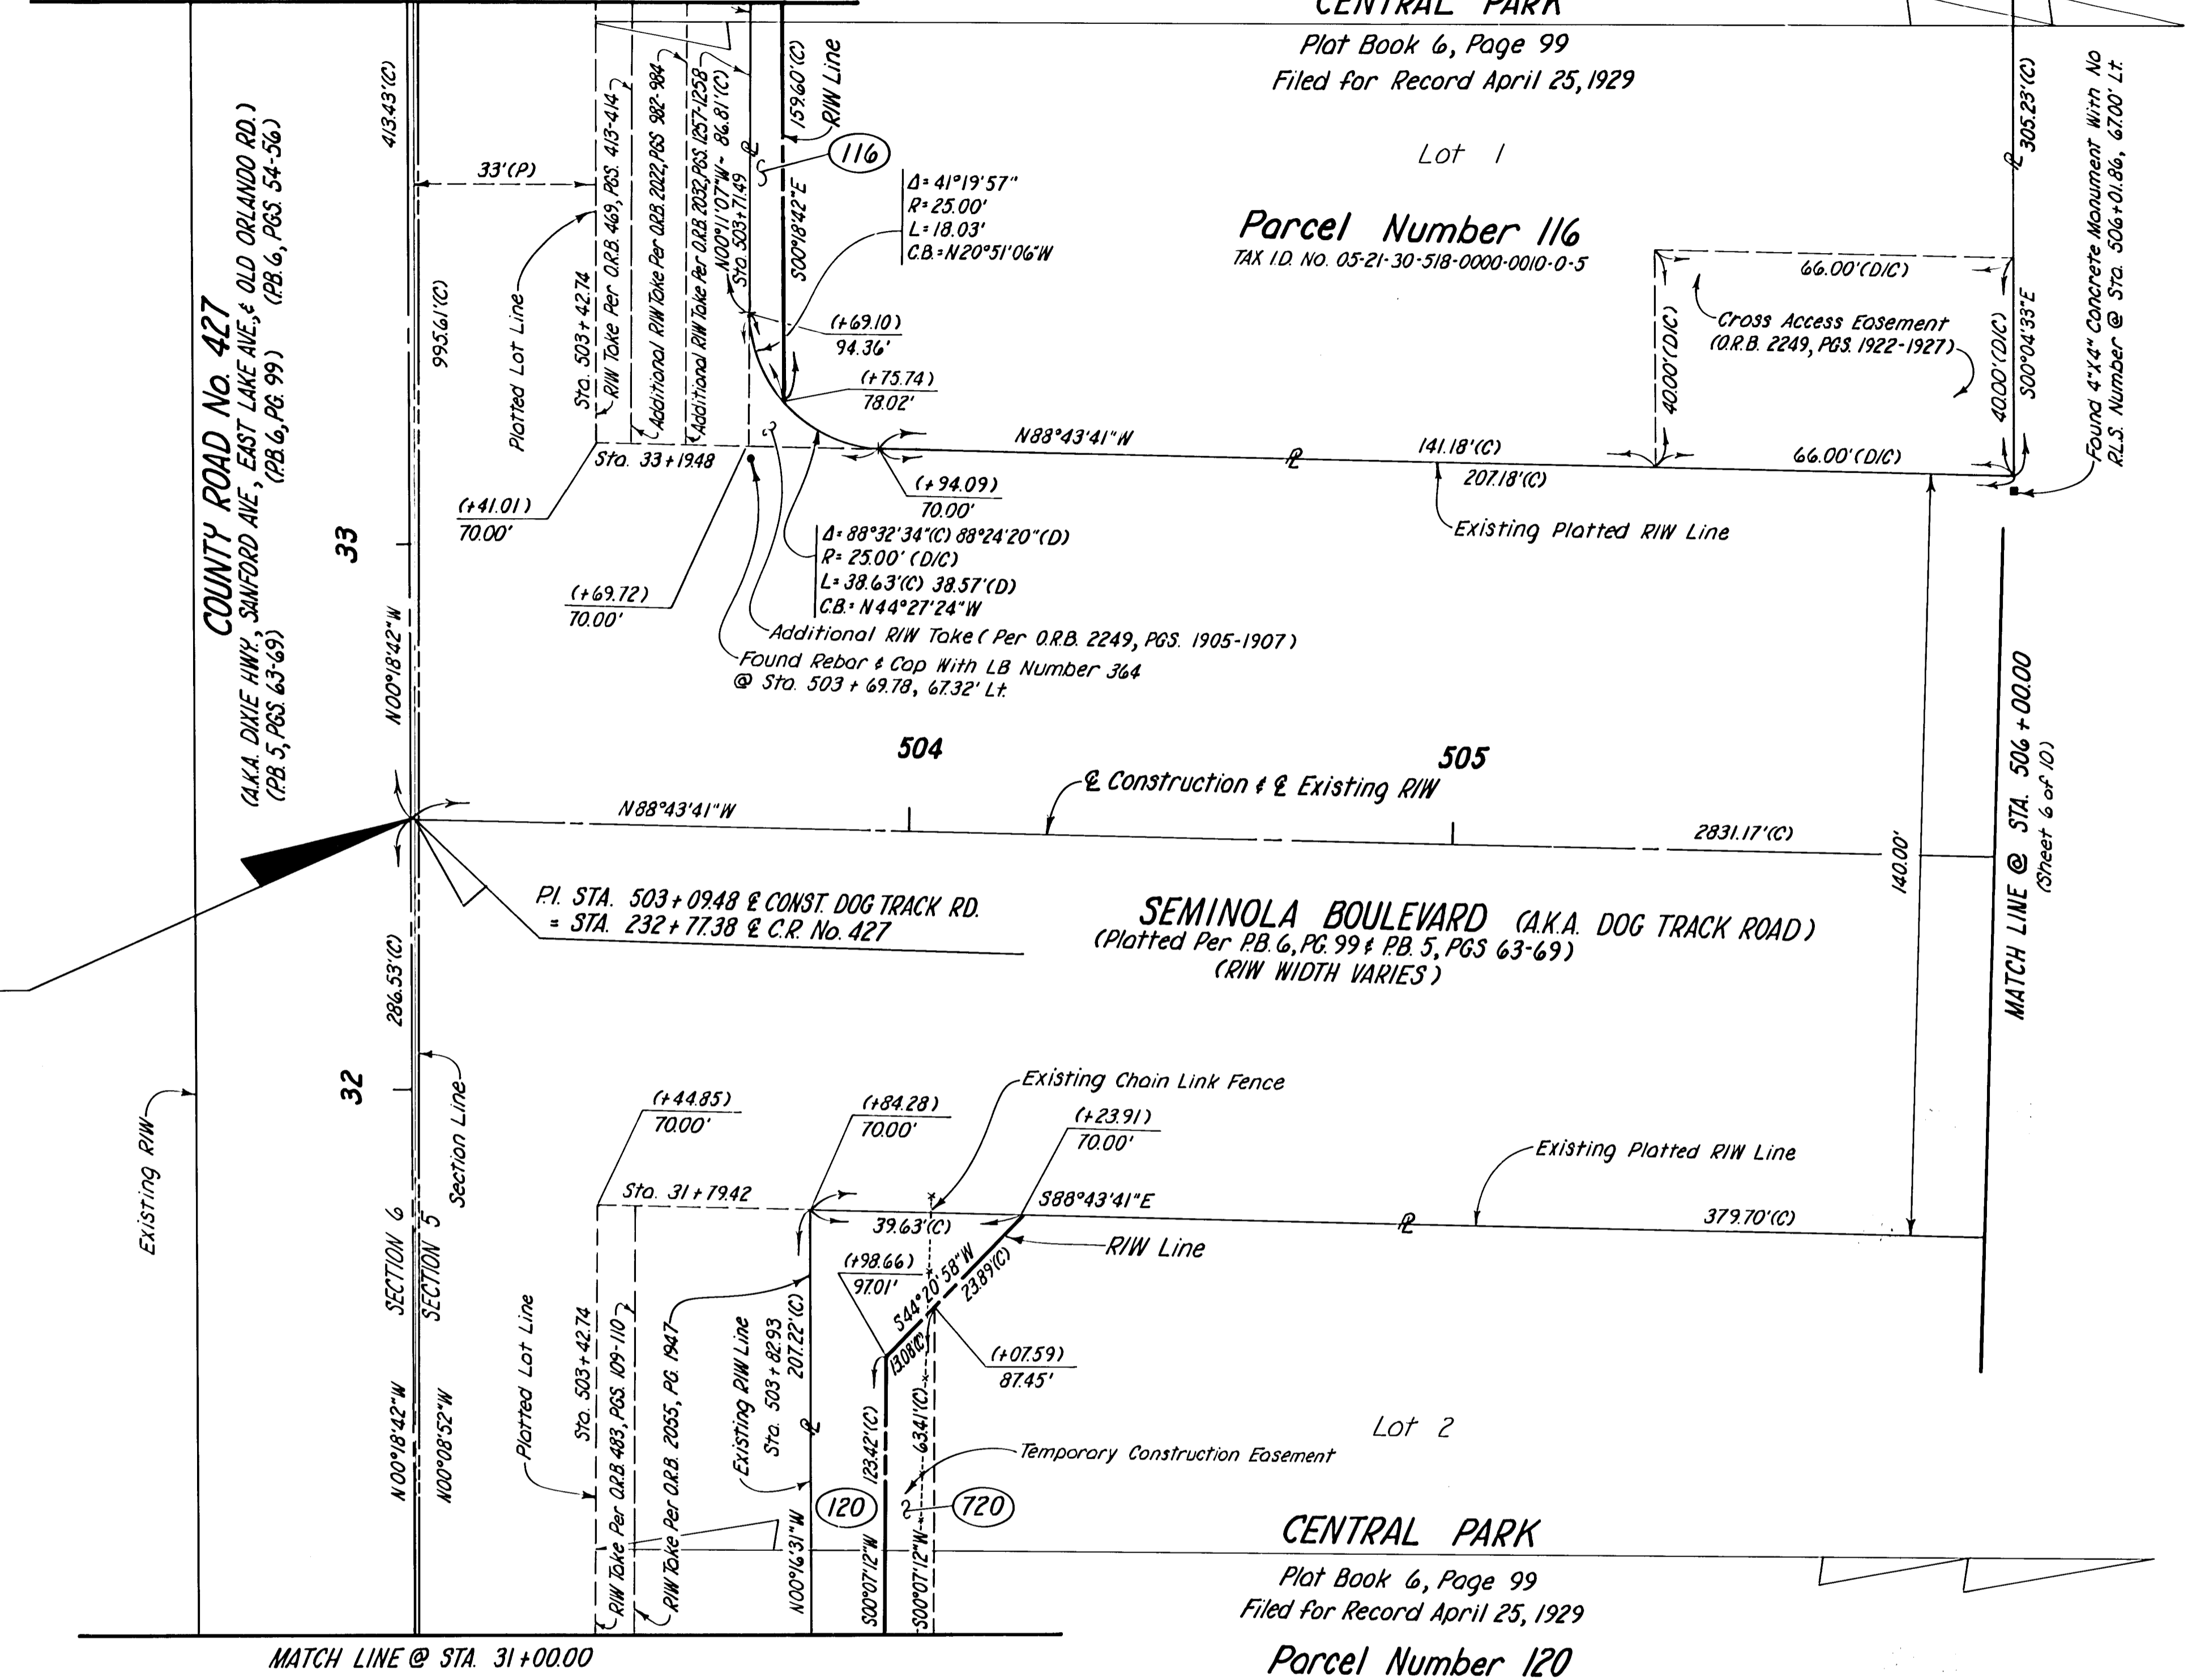 CENTRAL PARK
Plat Book 6, Page 99
Filed for Record April 25, 1929
Lot 1
Parcel Number 116
TAX I.D. NO. 05-21-30-518-0000-0010-0-5
COUNTY ROAD No. 427
(A.K.A. DIXIE HWY., SANFORD AVE., EAST LAKE AVE., & OLD ORLANDO RD.)
(P.B. 5, PGS. 63-69) (P.B. 6, PG. 99) (P.B. 6, PGS. 54-56)
413.43'(C)
995.61'(C)
33'(P)
Platted Lot Line
Sta. 503+42.74
R/W Take Per O.R.B. 469, PGS. 413-414
Additional R/W Take Per O.R.B. 2022, PGS 982-984
Additional R/W Take Per O.R.B. 2032, PGS. 1257-1258
N00°11'07"W- 86.81'(C)
Sta. 503+71.49
159.60'(C)
R/W Line
S00°18'42"E
116
Δ= 41°19'57"
R= 25.00'
L= 18.03'
C.B.= N20°51'06"W
(+69.10)
94.36'
(+75.74)
78.02'
66.00'(D/C)
Cross Access Easement
(O.R.B. 2249, PGS. 1922-1927)
40.00'(D/C)
40.00'(D/C)
S00°04'33"E
305.23'(C)
Found 4"X4" Concrete Monument With No
R.L.S. Number @ Sta. 506+01.86, 67.00' Lt.
N88°43'41"W
141.18'(C)
66.00'(D/C)
207.18'(C)
Existing Platted R/W Line
Sta. 33+19.48
(+41.01)
70.00'
(+94.09)
70.00'
(+69.72)
70.00'
Δ= 88°32'34"(C) 88°24'20"(D)
R= 25.00' (D/C)
L= 38.63'(C) 38.57'(D)
C.B.= N44°27'24"W
Additional R/W Take (Per O.R.B. 2249, PGS. 1905-1907)
Found Rebar & Cap With LB Number 364
@ Sta. 503 + 69.78, 67.32' Lt.
33
N00°18'42"W
504
505
℄ Construction & ℄ Existing R/W
N88°43'41"W
2831.17'(C)
140.00'
MATCH LINE @ STA. 506+00.00
(Sheet 6 of 10)
P.I. STA. 503+09.48 ℄ CONST. DOG TRACK RD.
= STA. 232+77.38 ℄ C.R. No. 427
SEMINOLA BOULEVARD (A.K.A. DOG TRACK ROAD)
(Platted Per P.B. 6, PG. 99 & P.B. 5, PGS 63-69)
(R/W WIDTH VARIES)
286.53'(C)
32
Existing R/W
Section Line
SECTION 6
SECTION 5
N00°18'42"W
N00°08'52"W
(+44.85)
70.00'
(+84.28)
70.00'
Existing Chain Link Fence
(+23.91)
70.00'
Existing Platted R/W Line
Sta. 31+79.42
39.63'(C)
S88°43'41"E
379.70'(C)
R/W Line
(+98.66)
97.01'
S44°20'58"W
23.89'(C)
13.08'(C)
(+07.59)
87.45'
Platted Lot Line
Sta. 503+42.74
R/W Take Per O.R.B. 483, PGS. 109-110
R/W Take Per O.R.B. 2055, PG. 1947
Existing R/W Line
Sta. 503+82.93
207.22'(C)
N00°16'31"W
123.42'(C)
S00°07'12"W
63.41'(C)
S00°07'12"W
Temporary Construction Easement
120
720
Lot 2
CENTRAL PARK
Plat Book 6, Page 99
Filed for Record April 25, 1929
Parcel Number 120
MATCH LINE @ STA. 31+00.00